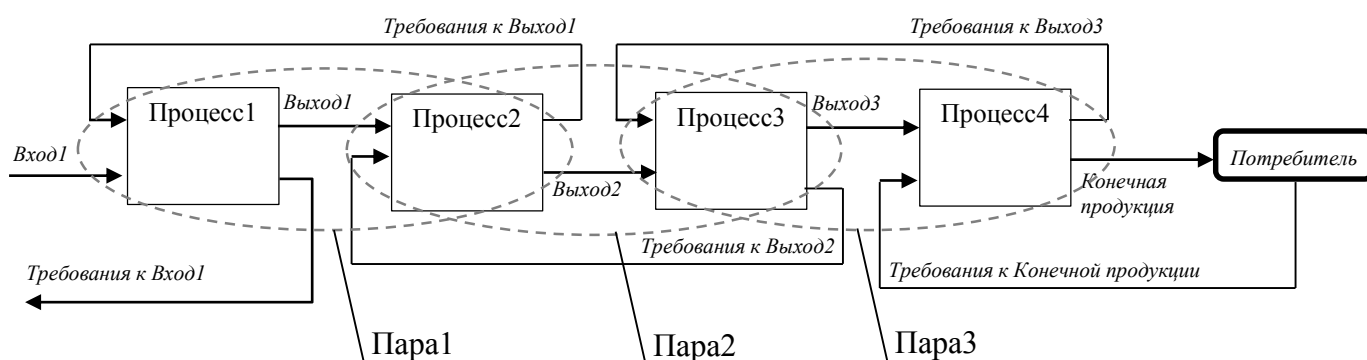 Требования к Выход1
Требования к Выход3
Процесс1
Выход1
Процесс2
Процесс3
Выход3
Процесс4
Вход1
Потребитель
Выход2
Конечная
продукция
Требования к Выход2
Требования к Вход1
Требования к Конечной продукции
Пара1
Пара2
Пара3